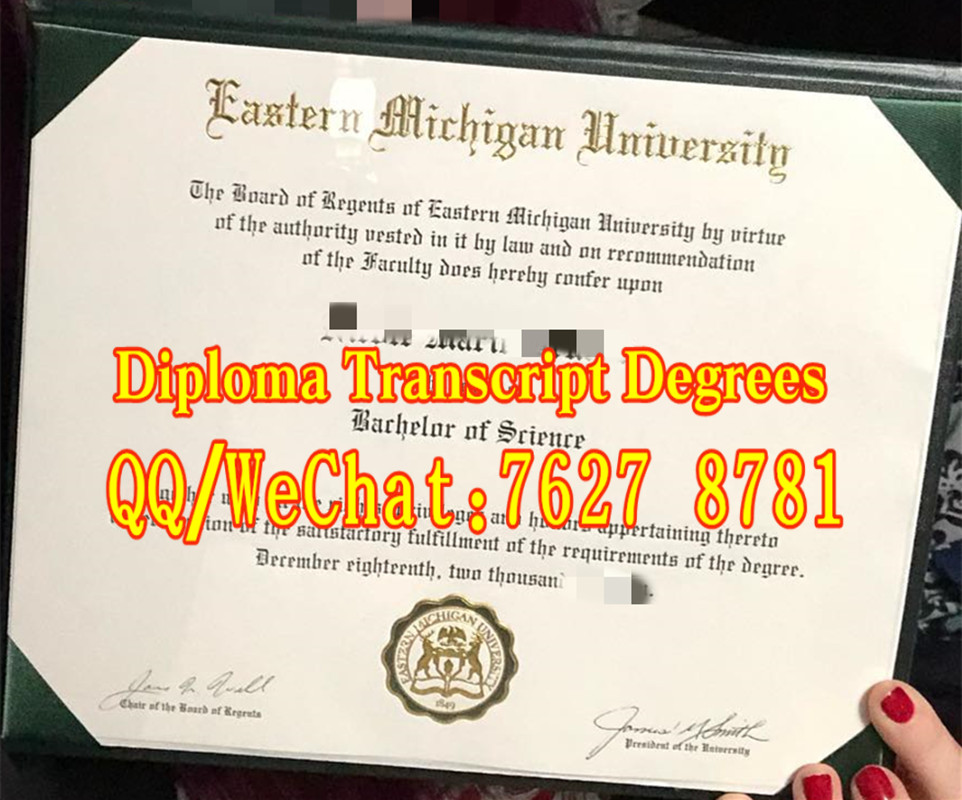 Eastern Michigan University
The Board of Regents of Eastern Michigan University by virtue
of the authority vested in it by law and on recommendation
of the Faculty does hereby confer upon
Diploma Transcript Degrees
Bachelor of Science
QQ/WeChat:7627 8781
and honors appertaining thereto
of the satisfactory fulfillment of the requirements of the degree.
December eighteenth, two thousand
EASTERN MICHIGAN UNIVERSITY
1849
Chair of the Board of Regents
President of the University